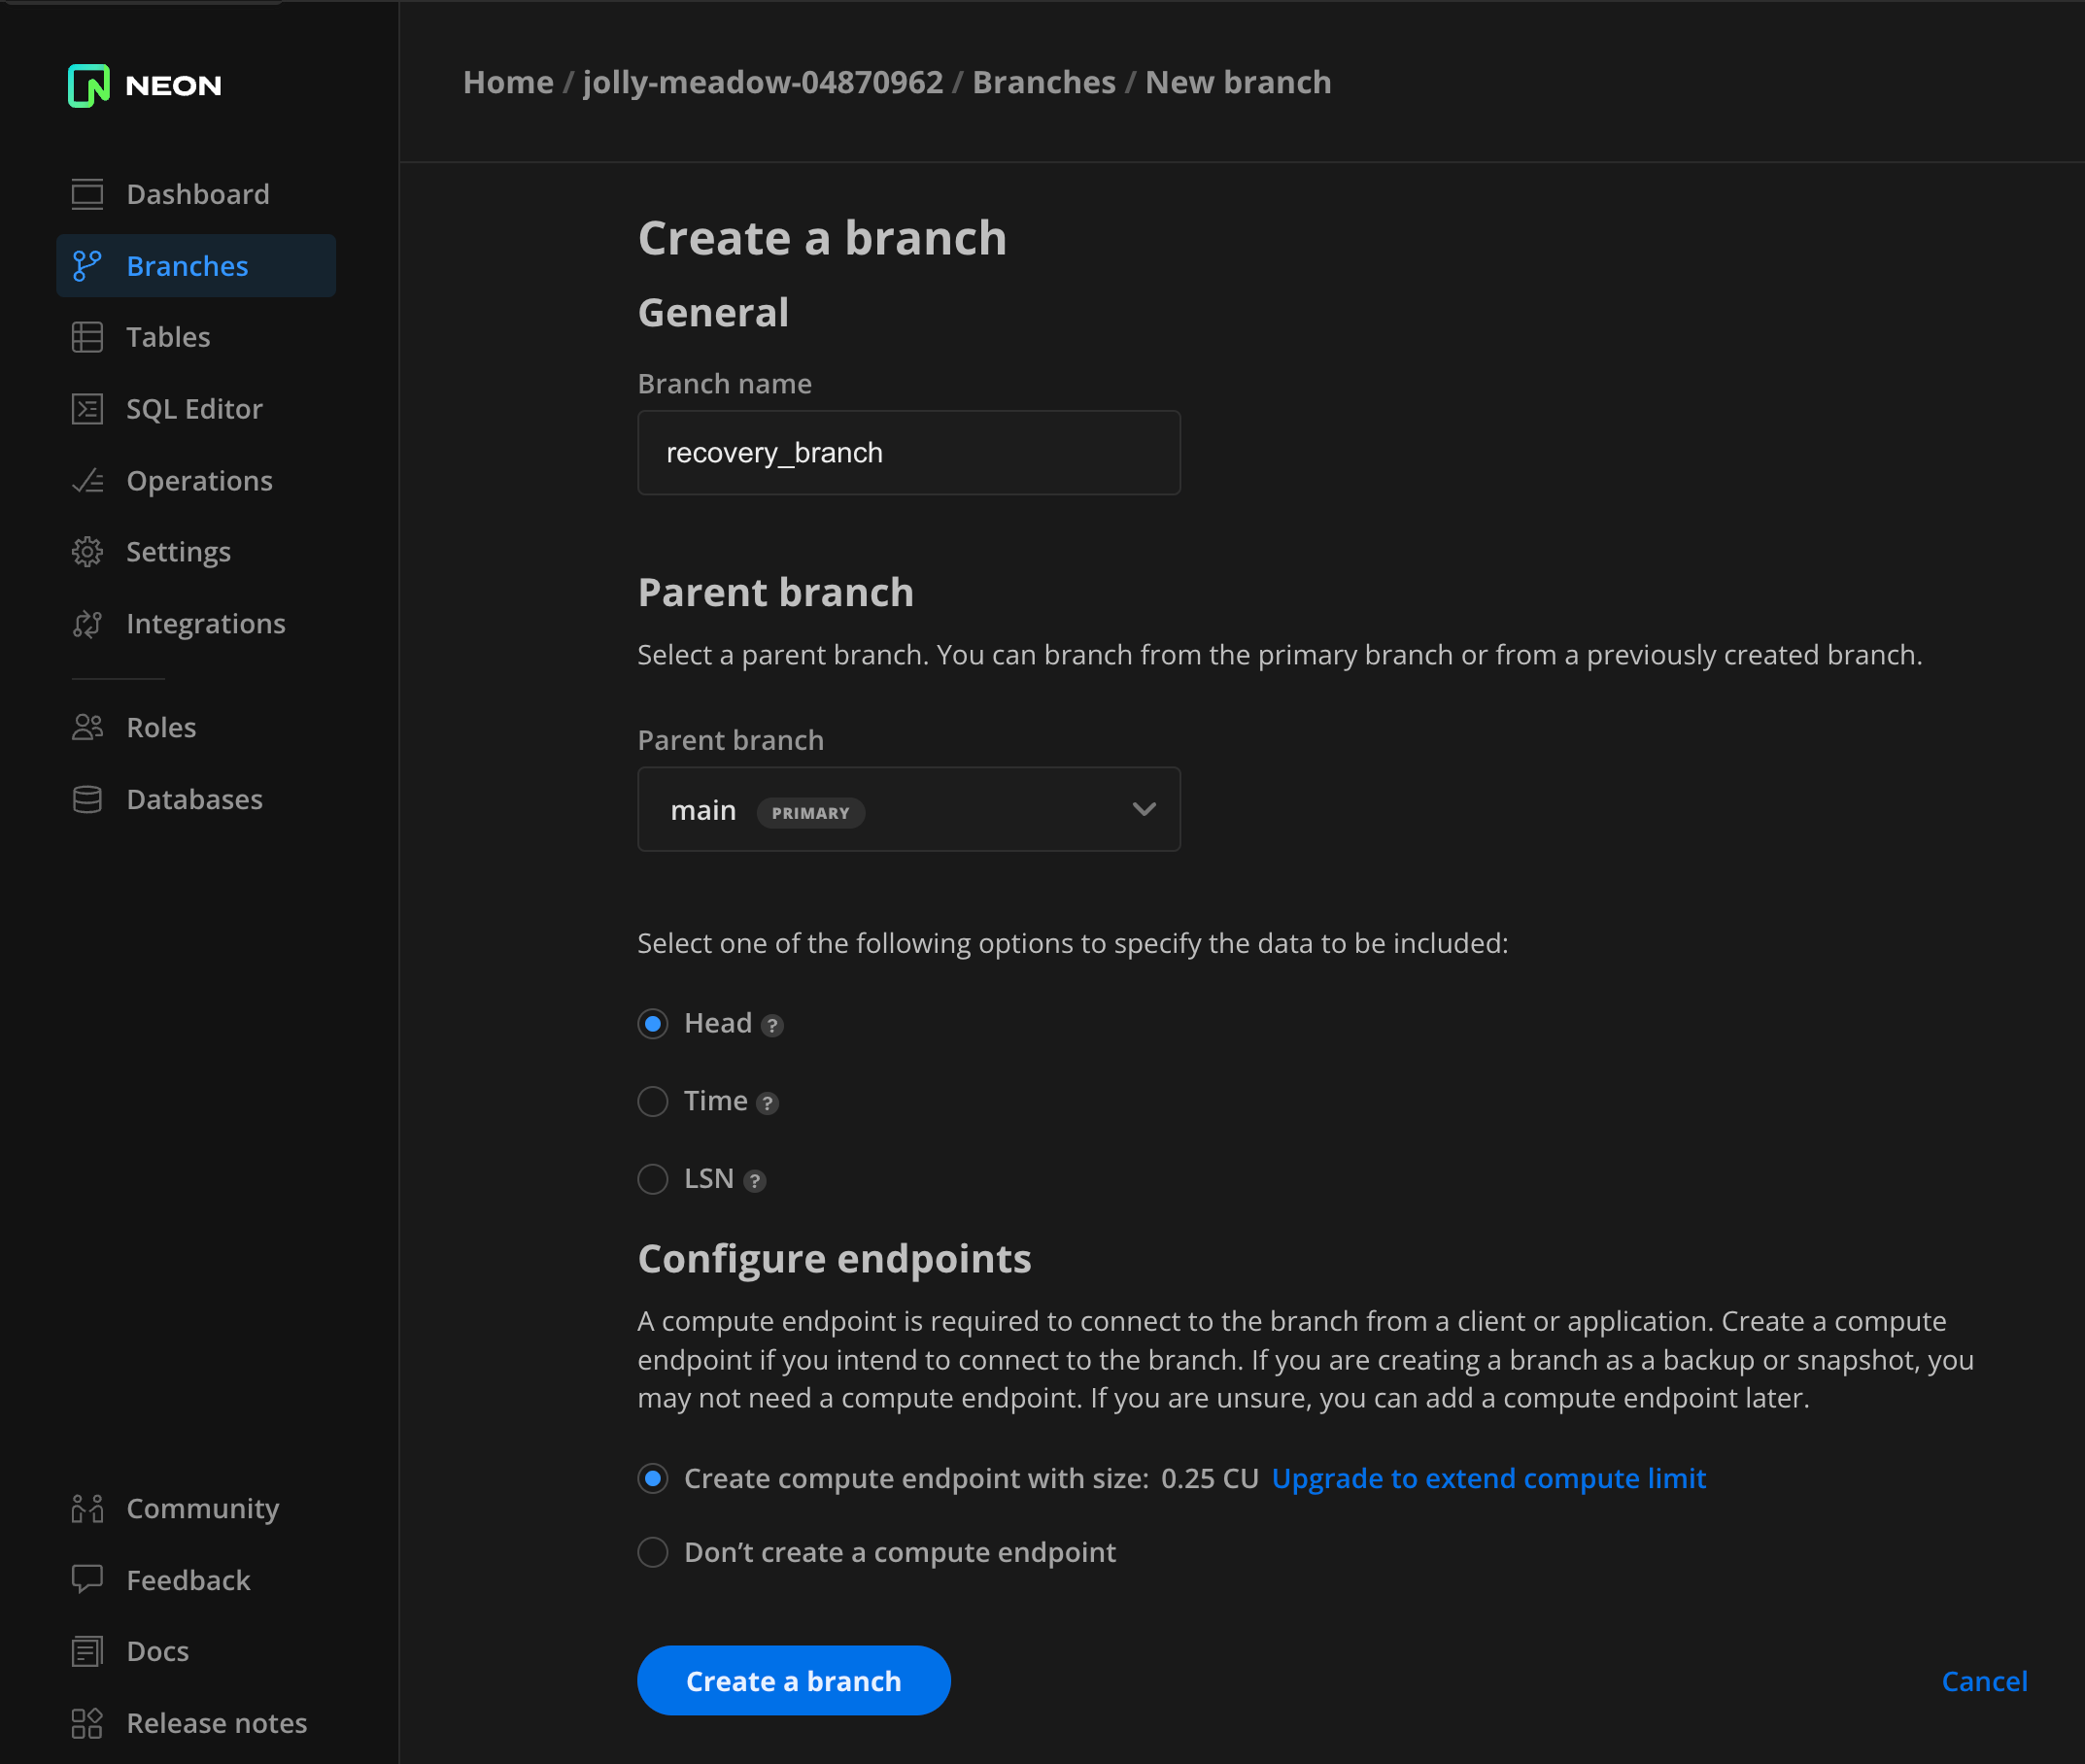 NEON
Home / jolly-meadow-04870962 / Branches / New branch
Dashboard
Branches
Tables
SQL Editor
Operations
Settings
Integrations
Roles
Databases
Community
Feedback
Docs
Release notes
Create a branch
General
Branch name
recovery_branch
Parent branch
Select a parent branch. You can branch from the primary branch or from a previously created branch.
Parent branch
main PRIMARY
Select one of the following options to specify the data to be included:
Head ?
Time ?
LSN ?
Configure endpoints
A compute endpoint is required to connect to the branch from a client or application. Create a compute
endpoint if you intend to connect to the branch. If you are creating a branch as a backup or snapshot, you
may not need a compute endpoint. If you are unsure, you can add a compute endpoint later.
Create compute endpoint with size: 0.25 CU Upgrade to extend compute limit
Don’t create a compute endpoint
Create a branch
Cancel